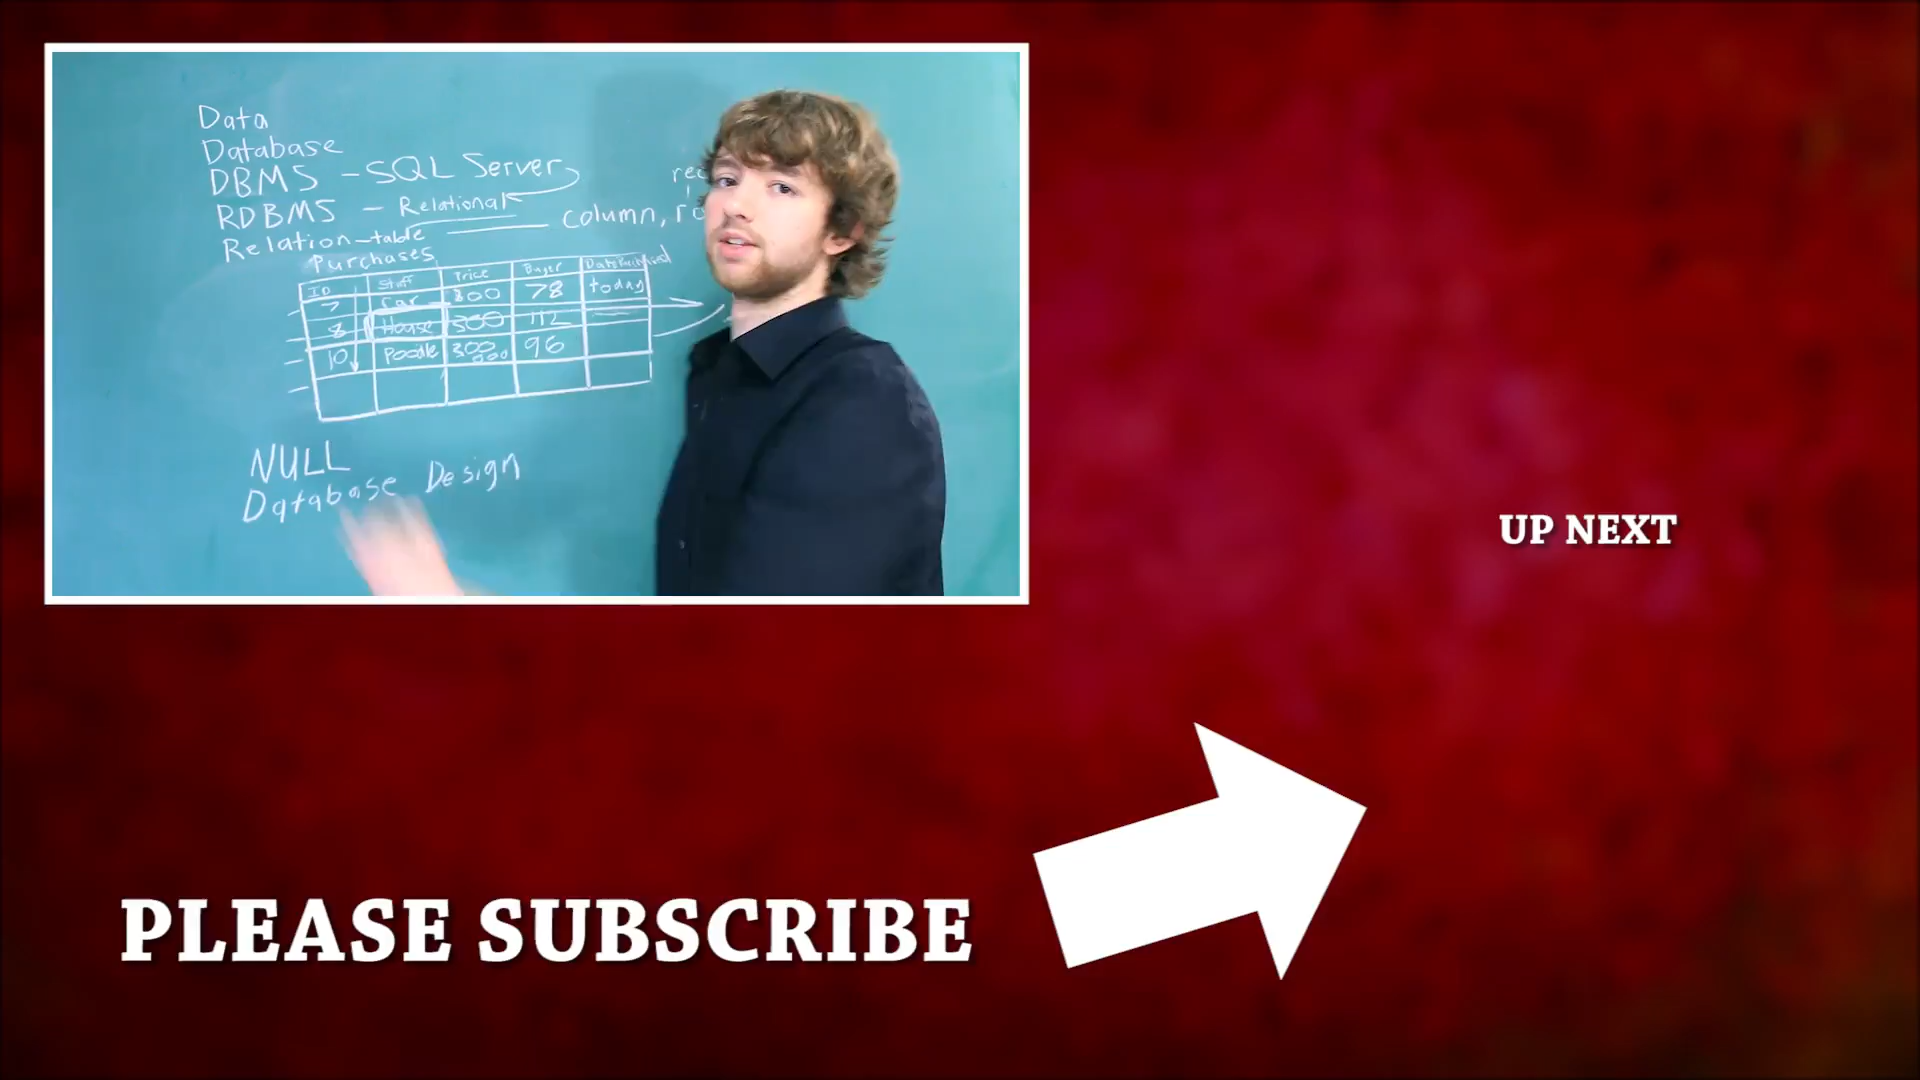 Data
Database
DBMS - SQL Server
RDBMS - Relational
Relation - table column,
Purchases
ID Stuff Price Buyer
7 Car 800 78 today
8 House 300 112
10 Poodle 300000 96
NULL
Database Design
UP NEXT
PLEASE SUBSCRIBE